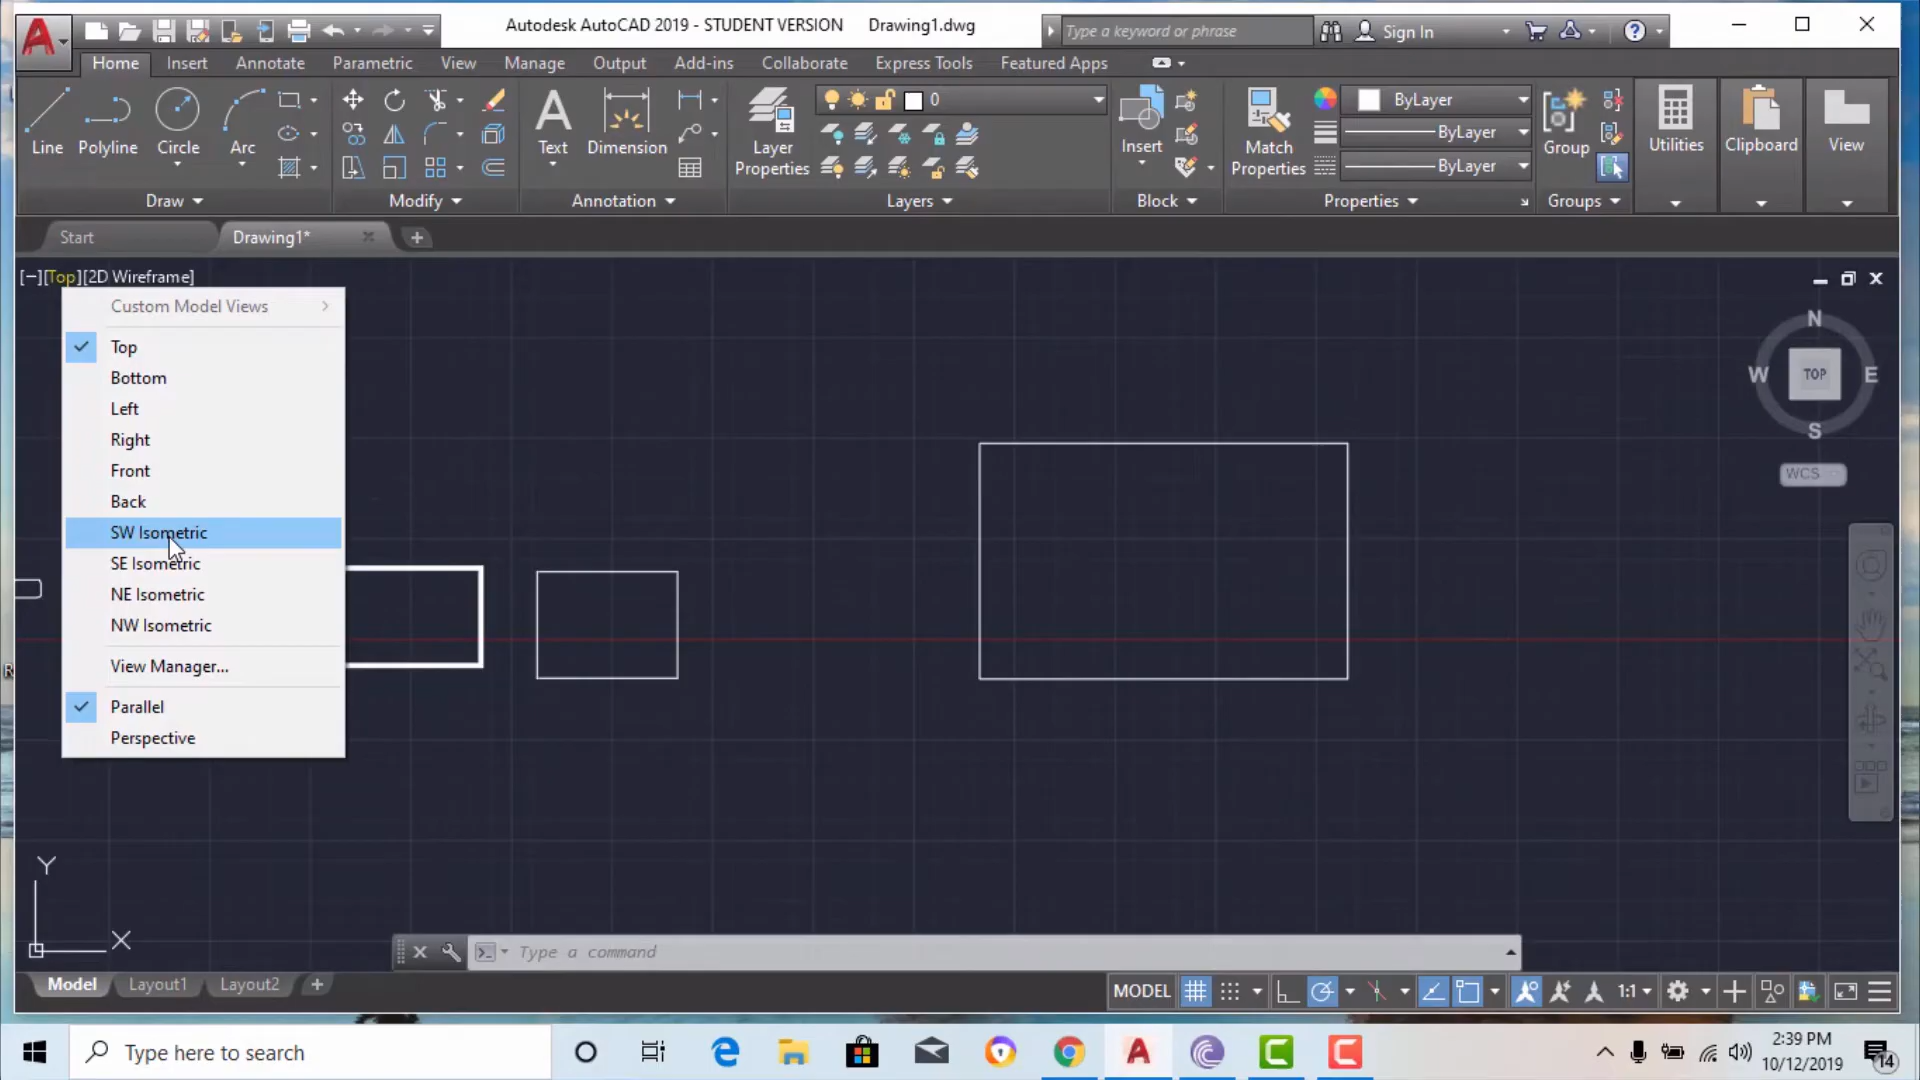 Autodesk AutoCAD 2019 - STUDENT VERSION Drawing1.dwg
Type a keyword or phrase
Sign In
Home Insert Annotate Parametric View Manage Output Add-ins Collaborate Express Tools Featured Apps
Line Polyline Circle Arc
Text Dimension
Layer Properties
0
Insert
Match Properties
ByLayer
ByLayer
ByLayer
Group
Utilities Clipboard View
Draw Modify Annotation Layers Block Properties Groups
Start Drawing1*
[−][Top][2D Wireframe]
Custom Model Views
Top
Bottom
Left
Right
Front
Back
SW Isometric
SE Isometric
NE Isometric
NW Isometric
View Manager...
Parallel
Perspective
N
W TOP E
S
WCS
Y
X
Type a command
Model Layout1 Layout2
MODEL 1:1
Type here to search
2:39 PM
10/12/2019
14